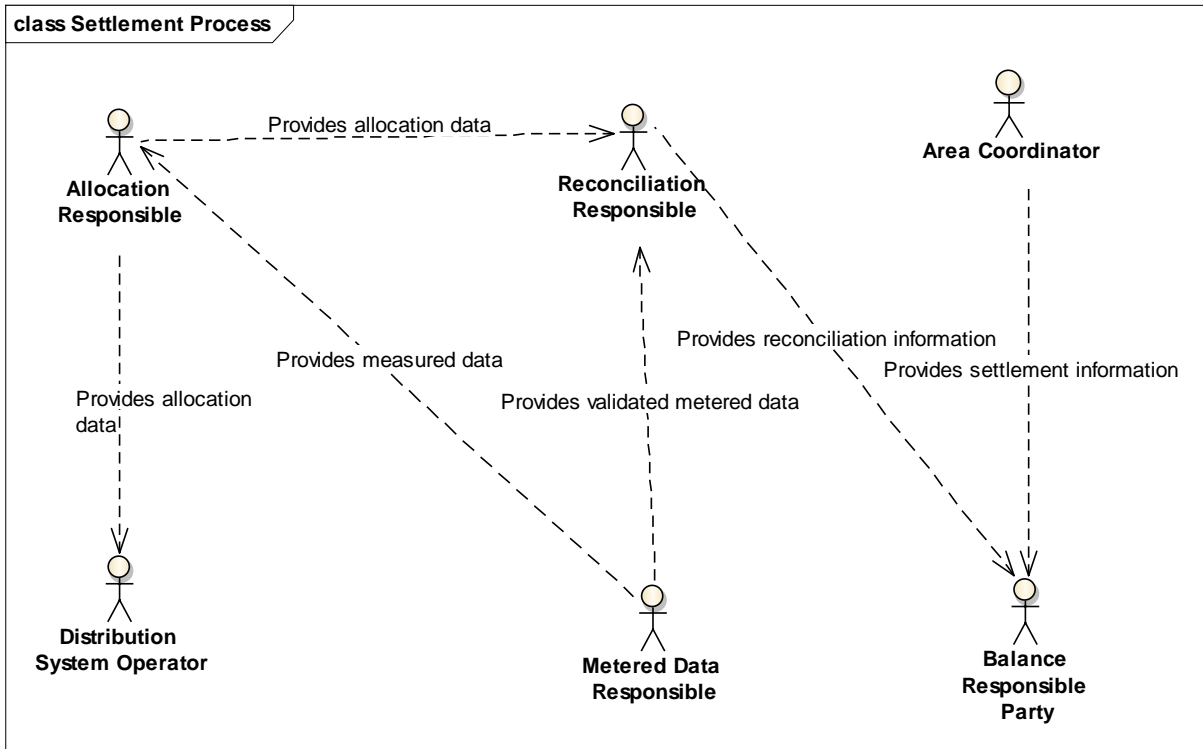 class Settlement Process
Provides allocation data
Allocation
Responsible
Reconciliation
Responsible
Area Coordinator
Provides reconciliation information
Provides measured data
Provides settlement information
Provides allocation
data
Provides validated metered data
Distribution
System Operator
Metered Data
Responsible
Balance
Responsible
Party